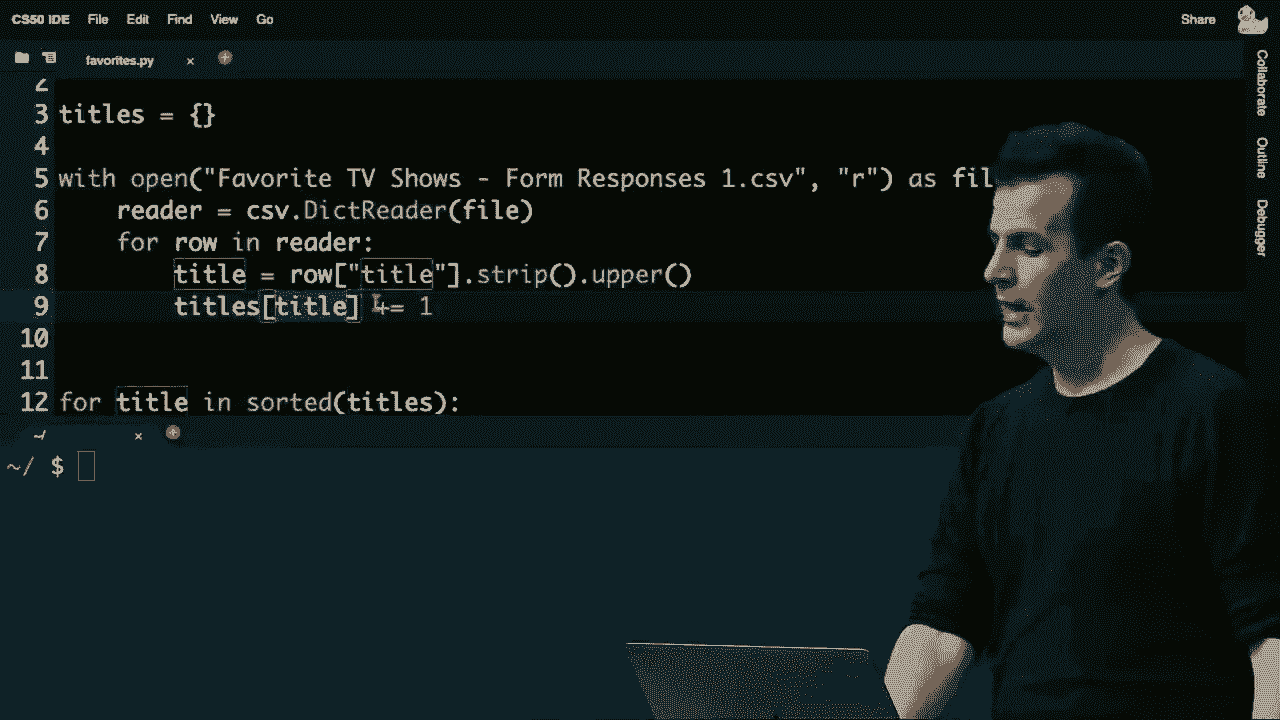 CS50 IDE File Edit Find View Go Share
favorites.py
2
3 titles = {}
4
5 with open("Favorite TV Shows - Form Responses 1.csv", "r") as fil
6 reader = csv.DictReader(file)
7 for row in reader:
8 title = row["title"].strip().upper()
9 titles[title] += 1
10
11
12 for title in sorted(titles):
~/
~/ $
Collaborate
Outline
Debugger